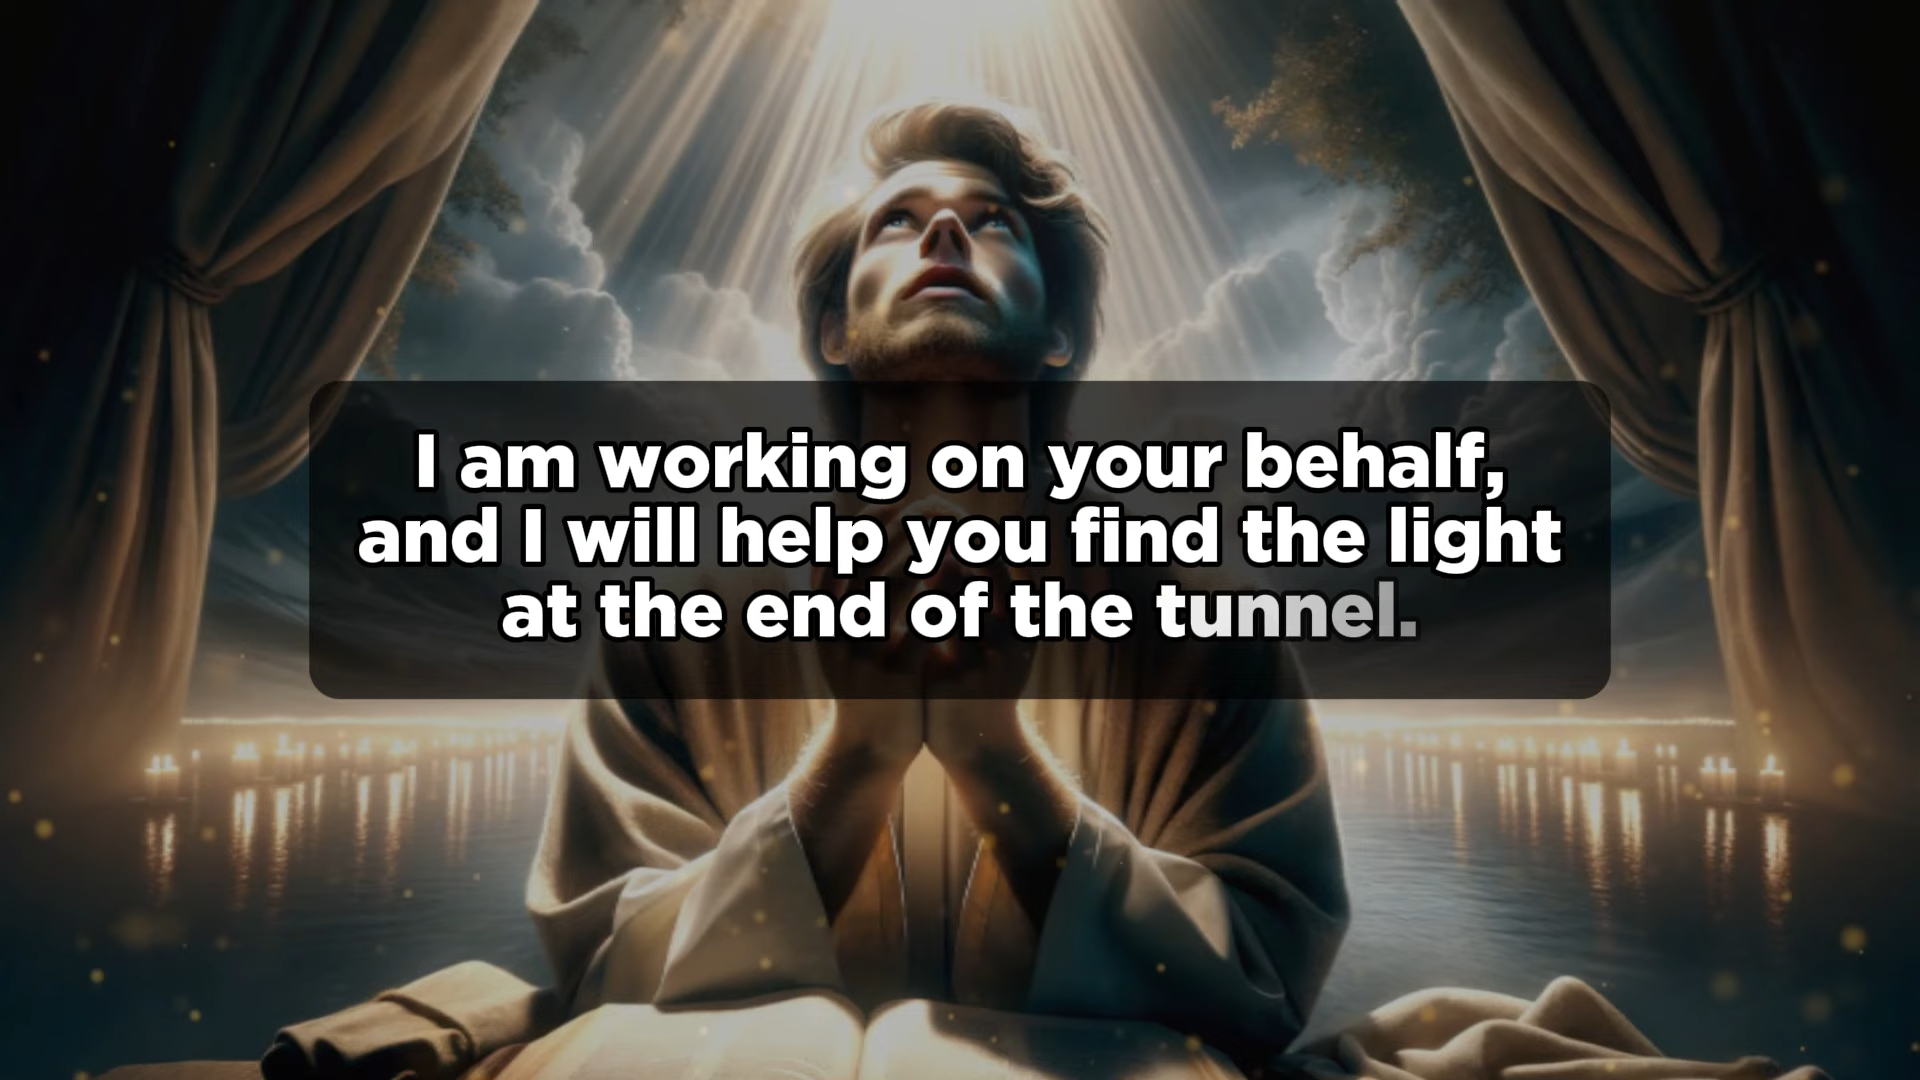 I am working on your behalf,
and I will help you find the light
at the end of the tunnel.